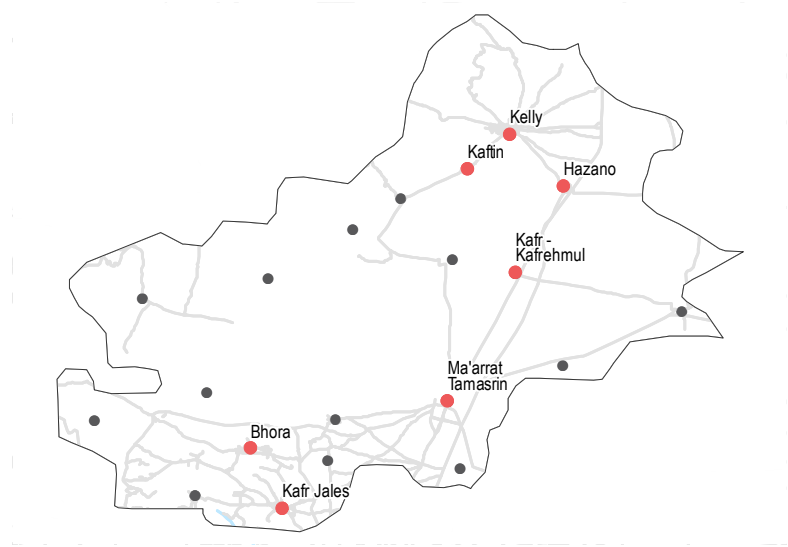 Kelly
Kaftin
Hazano
Kafr -
Kafrehmul
Ma'arrat
Tamasrin
Bhora
Kafr Jales